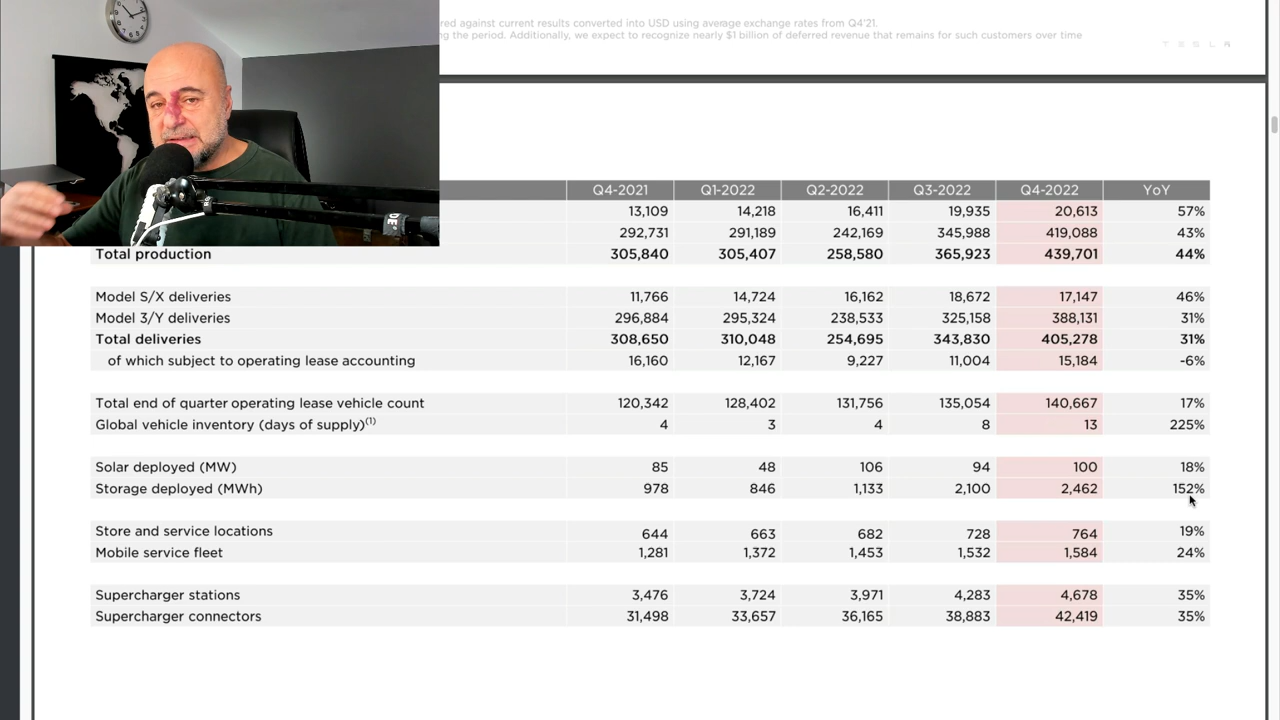 red against current results converted into USD using average exchange rates from Q4'21.
g the period. Additionally, we expect to recognize nearly $1 billion of deferred revenue that remains for such customers over time
TESLA
Q4-2021 Q1-2022 Q2-2022 Q3-2022 Q4-2022 YoY
13,109 14,218 16,411 19,935 20,613 57%
292,731 291,189 242,169 345,988 419,088 43%
Total production 305,840 305,407 258,580 365,923 439,701 44%
Model S/X deliveries 11,766 14,724 16,162 18,672 17,147 46%
Model 3/Y deliveries 296,884 295,324 238,533 325,158 388,131 31%
Total deliveries 308,650 310,048 254,695 343,830 405,278 31%
of which subject to operating lease accounting 16,160 12,167 9,227 11,004 15,184 -6%
Total end of quarter operating lease vehicle count 120,342 128,402 131,756 135,054 140,667 17%
Global vehicle inventory (days of supply)(1) 4 3 4 8 13 225%
Solar deployed (MW) 85 48 106 94 100 18%
Storage deployed (MWh) 978 846 1,133 2,100 2,462 152%
Store and service locations 644 663 682 728 764 19%
Mobile service fleet 1,281 1,372 1,453 1,532 1,584 24%
Supercharger stations 3,476 3,724 3,971 4,283 4,678 35%
Supercharger connectors 31,498 33,657 36,165 38,883 42,419 35%